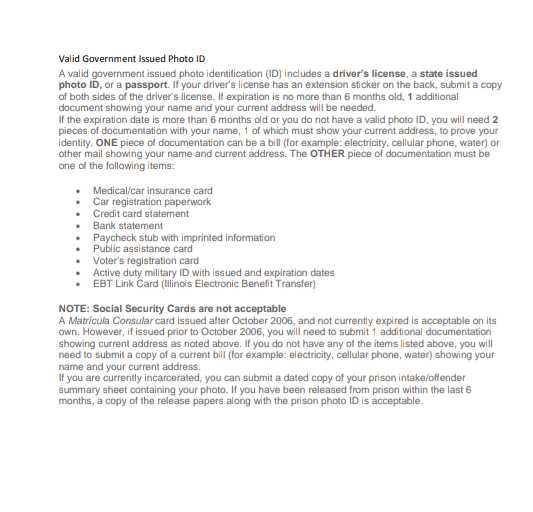 Valid Government Issued Photo ID
A valid government issued photo identification (ID) includes a driver's license, a state issued
photo ID, or a passport. If your driver's license has an extension sticker on the back, submit a copy
of both sides of the driver's license. If expiration is no more than 6 months old, 1 additional
document showing your name and your current address will be needed.
If the expiration date is more than 6 months old or you do not have a valid photo ID, you will need 2
pieces of documentation with your name, 1 of which must show your current address, to prove your
identity. ONE piece of documentation can be a bill (for example: electricity, cellular phone, water) or
other mail showing your name and current address. The OTHER piece of documentation must be
one of the following items:
• Medical/car insurance card
• Car registration paperwork
• Credit card statement
• Bank statement
• Paycheck stub with imprinted information
• Public assistance card
• Voter's registration card
• Active duty military ID with issued and expiration dates
• EBT Link Card (Illinois Electronic Benefit Transfer)
NOTE: Social Security Cards are not acceptable
A Matrícula Consular card issued after October 2006, and not currently expired is acceptable on its
own. However, if issued prior to October 2006, you will need to submit 1 additional documentation
showing current address as noted above. If you do not have any of the items listed above, you will
need to submit a copy of a current bill (for example: electricity, cellular phone, water) showing your
name and your current address.
If you are currently incarcerated, you can submit a dated copy of your prison intake/offender
summary sheet containing your photo. If you have been released from prison within the last 6
months, a copy of the release papers along with the prison photo ID is acceptable.